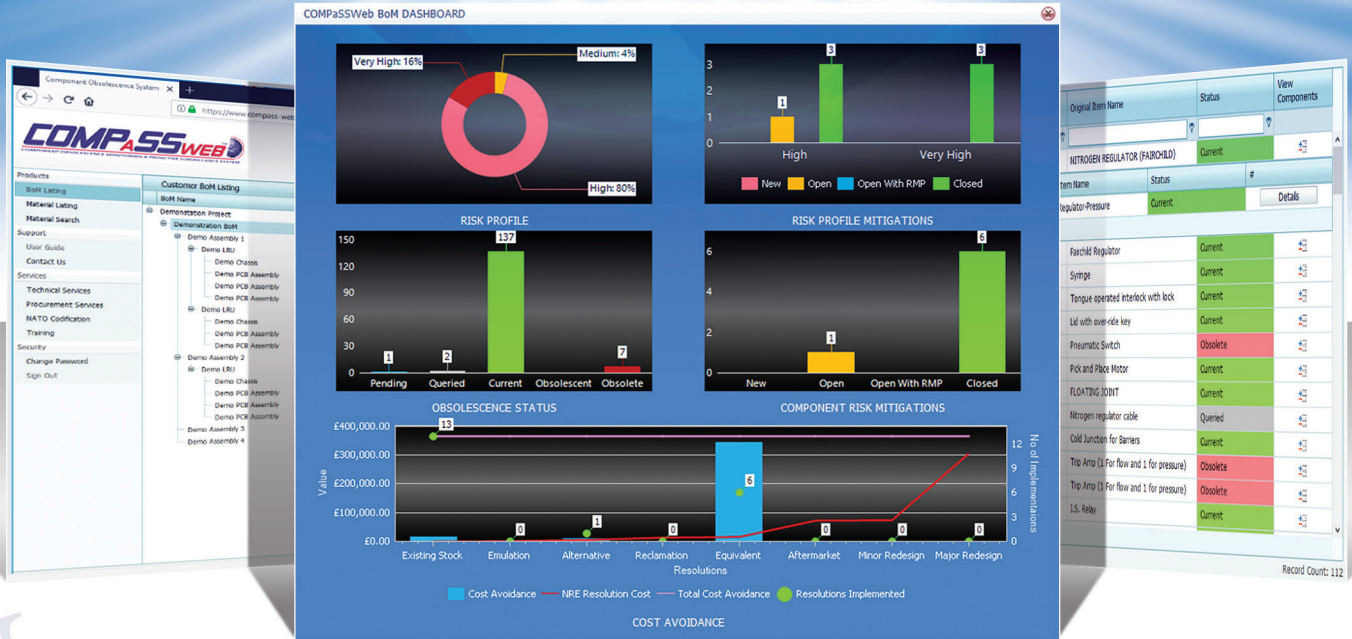 COMPaSSWeb BoM DASHBOARD
Very High: 16%
Medium: 4%
High: 80%
RISK PROFILE
3
2
1
0
1
3
3
High
Very High
New Open Open With RMP Closed
RISK PROFILE MITIGATIONS
150
120
90
60
30
0
1
2
137
7
Pending Queried Current Obsolescent Obsolete
OBSOLESCENCE STATUS
6
4
2
0
1
6
New Open Open With RMP Closed
COMPONENT RISK MITIGATIONS
£400,000.00
£300,000.00
£200,000.00
£100,000.00
£0.00
Value
13
0
1
0
6
0
0
0
12
9
6
3
0
No of Implementaions
Existing Stock Emulation Alternative Reclamation Equivalent Aftermarket Minor Redesign Major Redesign
Resolutions
Cost Avoidance NRE Resolution Cost Total Cost Avoidance Resolutions Implemented
COST AVOIDANCE
Component Obsolescence System
https://www.compass-web
COMPaSSWEB
Products
BoM Listing
Material Listing
Material Search
Support
User Guide
Contact Us
Services
Technical Services
Procurement Services
NATO Codification
Training
Security
Change Password
Sign Out
Customer BoM Listing
BoM Name
Demonstation Project
Demonstration BoM
Demo Assembly 1
Demo LRU
Demo Chassis
Demo PCB Assembly
Demo PCB Assembly
Demo PCB Assembly
Demo LRU
Demo Chassis
Demo PCB Assembly
Demo PCB Assembly
Demo Assembly 2
Demo LRU
Demo Chassis
Demo PCB Assembly
Demo PCB Assembly
Demo PCB Assembly
Demo Assembly 3
Demo Assembly 4
Original Item Name Status View Components
NITROGEN REGULATOR (FAIRCHILD) Current
Item Name Status #
Regulator-Pressure Current Details
Fairchild Regulator Current
Syringe Current
Tongue operated interlock with lock Current
Lid with over-ride key Current
Pneumatic Switch Obsolete
Pick and Place Motor Current
FLOATING JOINT Current
Nitrogen regulator cable Queried
Cold Junction for Barriers Current
Trip Amp (1 For flow and 1 for pressure) Obsolete
Trip Amp (1 For flow and 1 for pressure) Obsolete
I.S. Relay Current
Record Count: 112